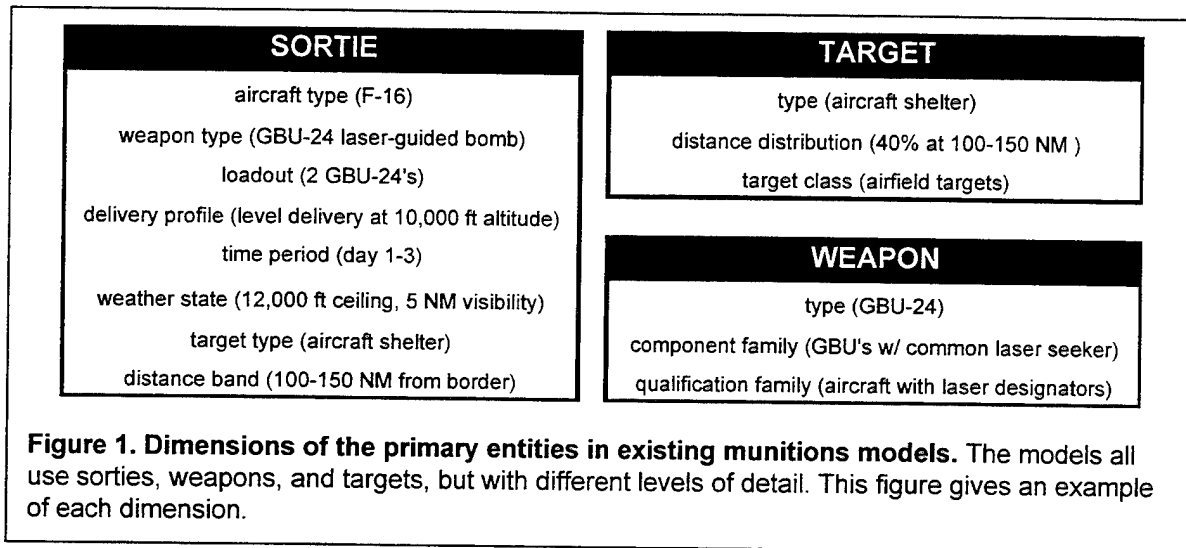 SORTIE
aircraft type (F-16)
weapon type (GBU-24 laser-guided bomb)
loadout (2 GBU-24's)
delivery profile (level delivery at 10,000 ft altitude)
time period (day 1-3)
weather state (12,000 ft ceiling, 5 NM visibility)
target type (aircraft shelter)
distance band (100-150 NM from border)
TARGET
type (aircraft shelter)
distance distribution (40% at 100-150 NM )
target class (airfield targets)
WEAPON
type (GBU-24)
component family (GBU's w/ common laser seeker)
qualification family (aircraft with laser designators)
Figure 1. Dimensions of the primary entities in existing munitions models. The models all
use sorties, weapons, and targets, but with different levels of detail. This figure gives an example
of each dimension.